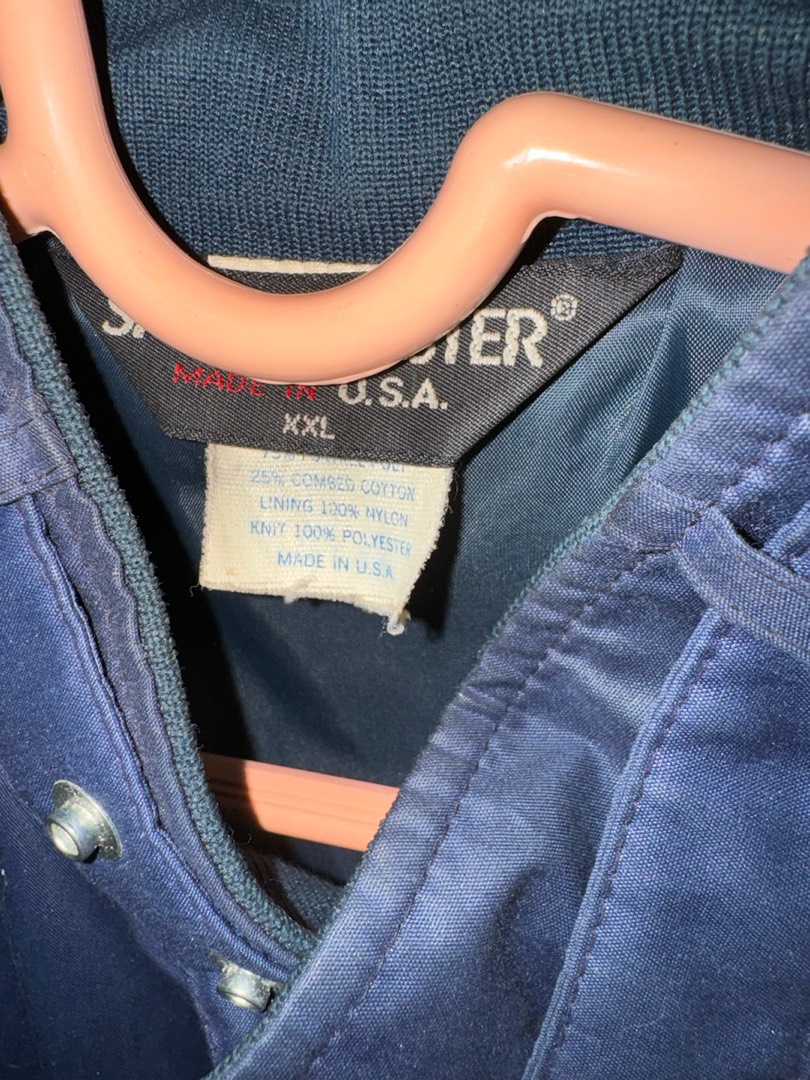 MADE IN U.S.A.
XXL
25% COMBED COTTON
LINING 100% NYLON
KNIT 100% POLYESTER
MADE IN U.S.A.